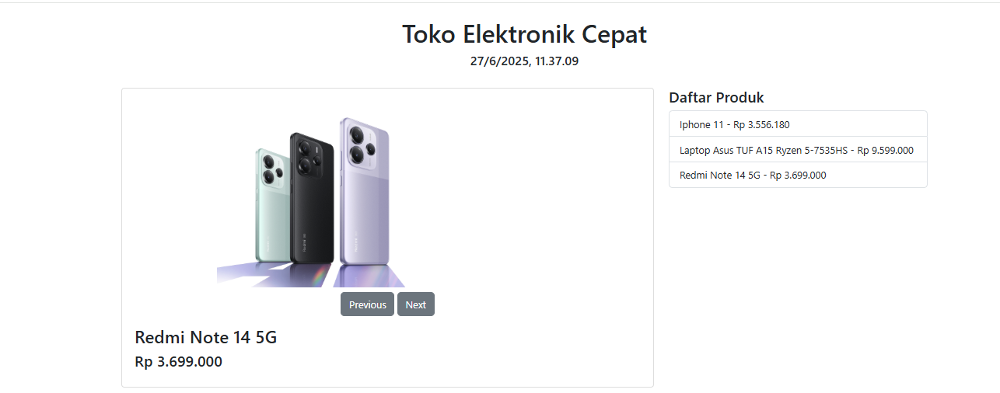 Toko Elektronik Cepat
27/6/2025, 11.37.09
Previous
Next
Redmi Note 14 5G
Rp 3.699.000
Daftar Produk
Iphone 11 - Rp 3.556.180
Laptop Asus TUF A15 Ryzen 5-7535HS - Rp 9.599.000
Redmi Note 14 5G - Rp 3.699.000